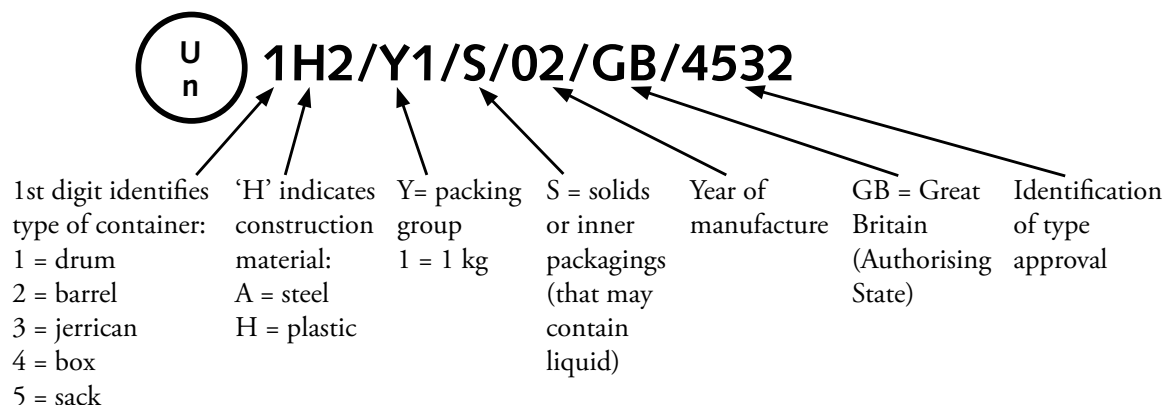 U
n
1H2/Y1/S/02/GB/4532
1st digit identifies
type of container:
1 = drum
2 = barrel
3 = jerrican
4 = box
5 = sack
‘H’ indicates
construction
material:
A = steel
H = plastic
Y= packing
group
1 = 1 kg
S = solids
or inner
packagings
(that may
contain
liquid)
Year of
manufacture
GB = Great
Britain
(Authorising
State)
Identification
of type
approval